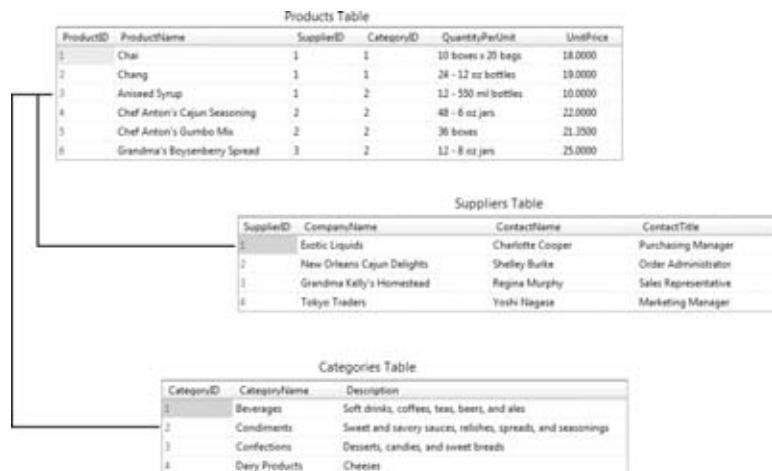 Products Table
ProductID ProductName SupplierID CategoryID QuantityPerUnit UnitPrice
1 Chai 1 1 10 boxes x 20 bags 18.0000
2 Chang 1 1 24 - 12 oz bottles 19.0000
3 Aniseed Syrup 1 2 12 - 550 ml bottles 10.0000
4 Chef Anton's Cajun Seasoning 2 2 48 - 6 oz jars 22.0000
5 Chef Anton's Gumbo Mix 2 2 36 boxes 21.3500
6 Grandma's Boysenberry Spread 3 2 12 - 8 oz jars 25.0000
Suppliers Table
SupplierID CompanyName ContactName ContactTitle
1 Exotic Liquids Charlotte Cooper Purchasing Manager
2 New Orleans Cajun Delights Shelley Burke Order Administrator
3 Grandma Kelly's Homestead Regina Murphy Sales Representative
4 Tokyo Traders Yoshi Nagase Marketing Manager
Categories Table
CategoryID CategoryName Description
1 Beverages Soft drinks, coffees, teas, beers, and ales
2 Condiments Sweet and savory sauces, relishes, spreads, and seasonings
3 Confections Desserts, candies, and sweet breads
4 Dairy Products Cheeses